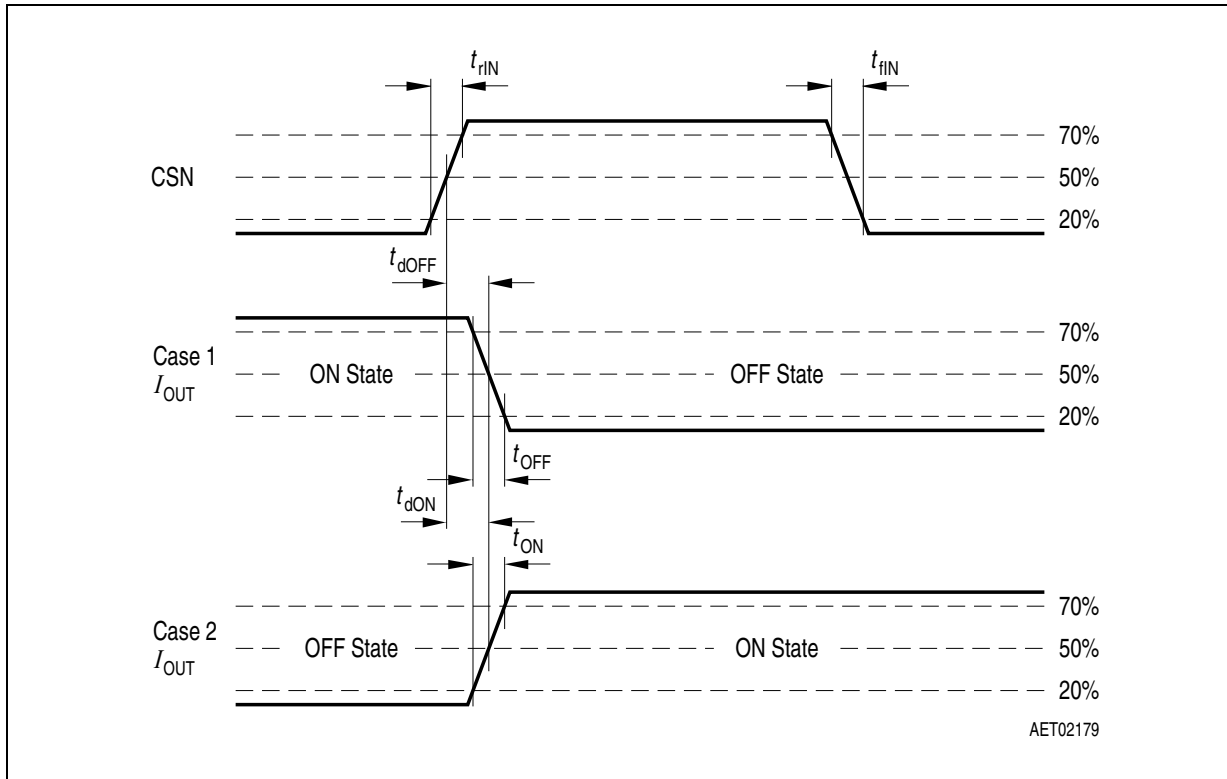 t_rIN
t_fIN
CSN
70%
50%
20%
t_dOFF
Case 1
I_OUT
ON State
OFF State
70%
50%
20%
t_OFF
t_dON
t_ON
Case 2
I_OUT
OFF State
ON State
70%
50%
20%
AET02179